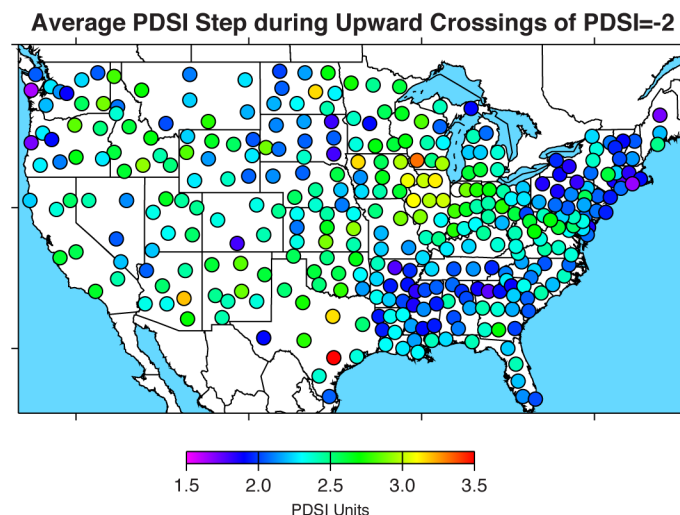 Average PDSI Step during Upward Crossings of PDSI=-2
1.5 2.0 2.5 3.0 3.5
PDSI Units